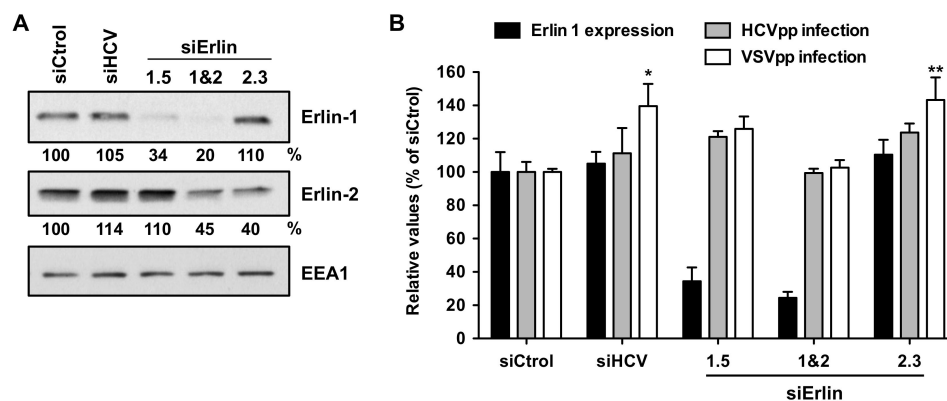 A
siCtrol
siHCV
siErlin
1.5 1&2 2.3
Erlin-1
100 105 34 20 110 %
Erlin-2
100 114 110 45 40 %
EEA1
B
Erlin 1 expression
HCVpp infection
VSVpp infection
Relative values (% of siCtrol)
160
140
120
100
80
60
40
20
0
*
**
siCtrol siHCV 1.5 1&2 2.3
siErlin